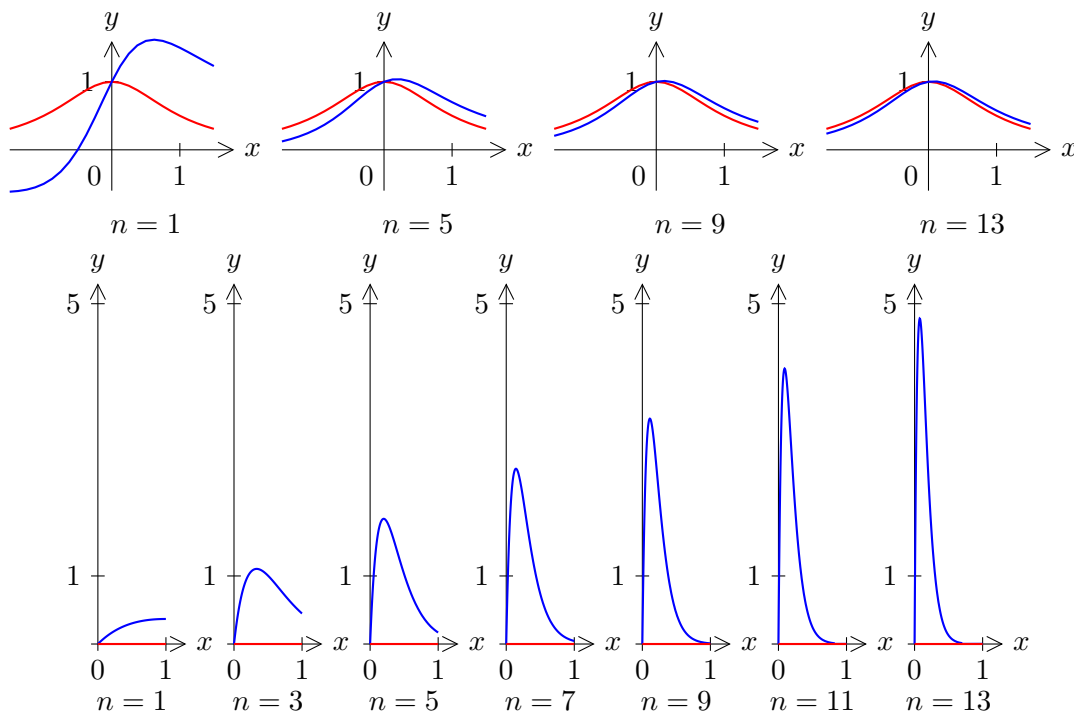 y y y y
1 1 1 1
x x x x
0 1 0 1 0 1 0 1
n = 1 n = 5 n = 9 n = 13
y y y y y y y
5 5 5 5 5 5 5
1 1 1 1 1 1 1
x x x x x x x
0 1 0 1 0 1 0 1 0 1 0 1 0 1
n = 1 n = 3 n = 5 n = 7 n = 9 n = 11 n = 13